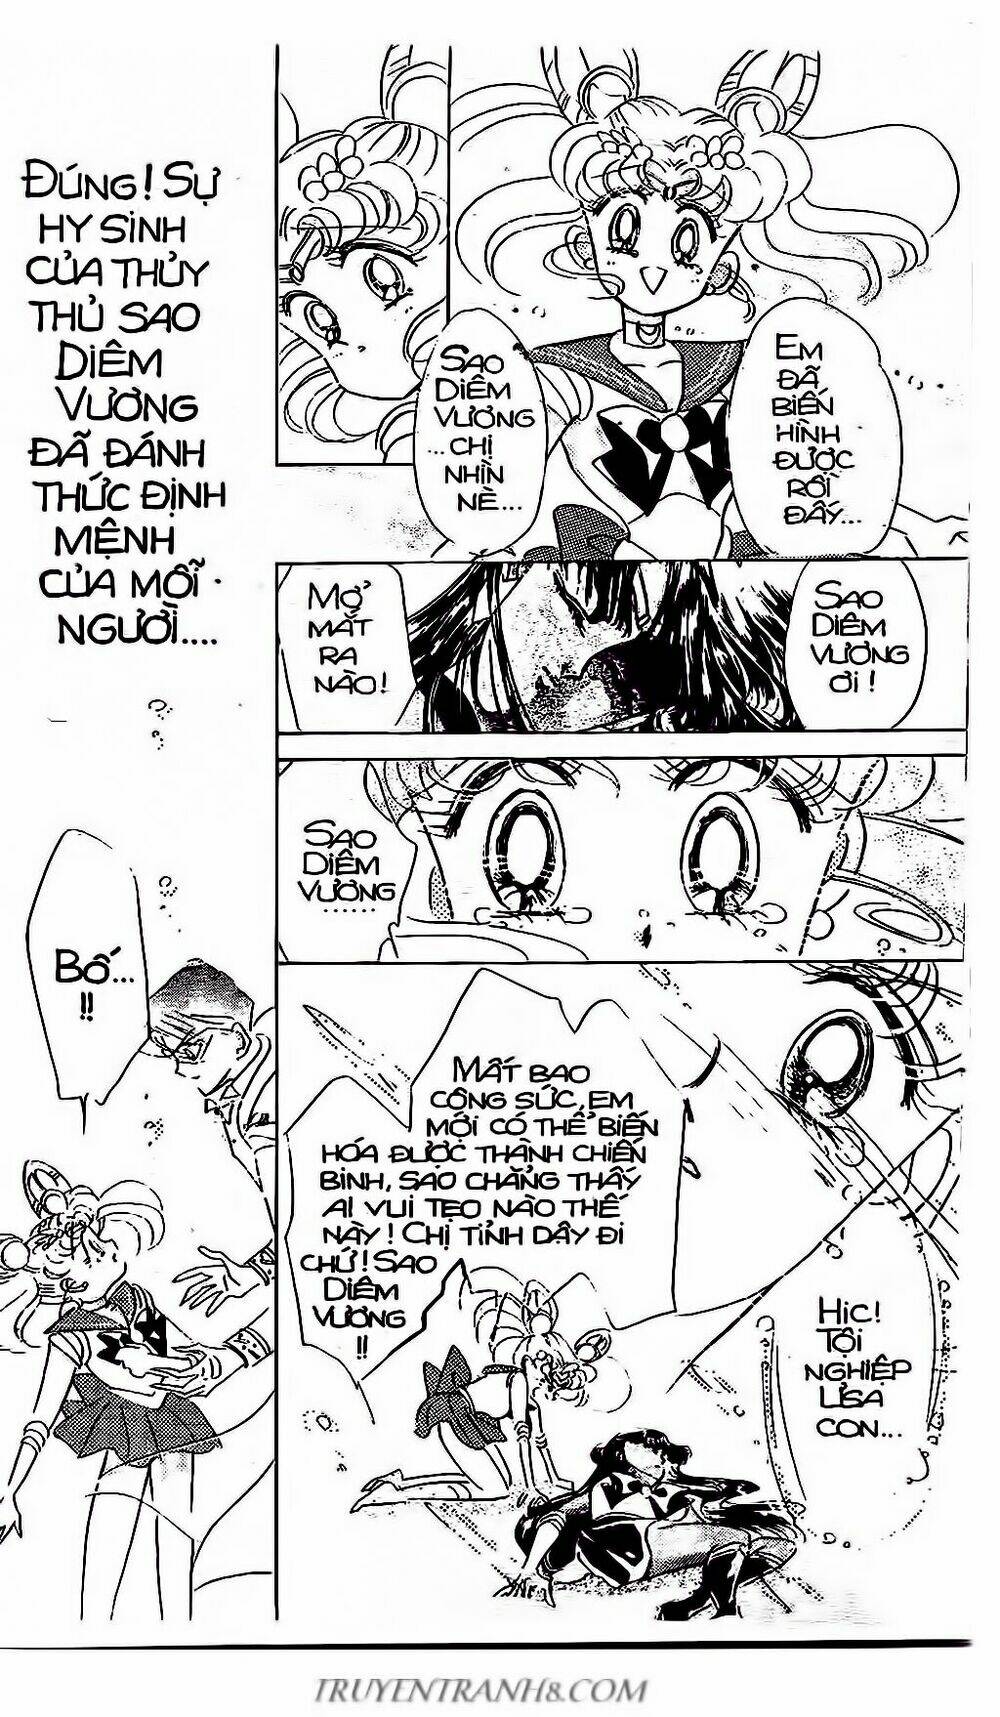 EM
ĐÃ
BIẾN
HÌNH
ĐƯỢC
RỒI
ĐẤY...
SAO
DIÊM
VƯƠNG
...CHỊ
NHÌN
NÈ...
SAO
DIÊM
VƯƠNG
ƠI!
MỞ
MẮT
RA
NÀO!
SAO
DIÊM
VƯƠNG
......
MẤT BAO
CÔNG SỨC, EM
MỚI CÓ THỂ BIẾN
HÓA ĐƯỢC THÀNH CHIẾN
BINH, SAO CHẲNG THẤY
AI VUI TẸO NÀO THẾ
NÀY! CHỊ TỈNH DẬY ĐI
CHỨ! SAO
DIÊM
VƯƠNG
!!
HIC!
TỘI
NGHIỆP
ỦSA
CON...
ĐÚNG! SỰ
HY SINH
CỦA THỦY
THỦ SAO
DIÊM
VƯƠNG
ĐÃ ĐÁNH
THỨC ĐỊNH
MỆNH
CỦA MỖI
NGƯỜI....
BỐ...
!!
TRUYENTRANH8.COM